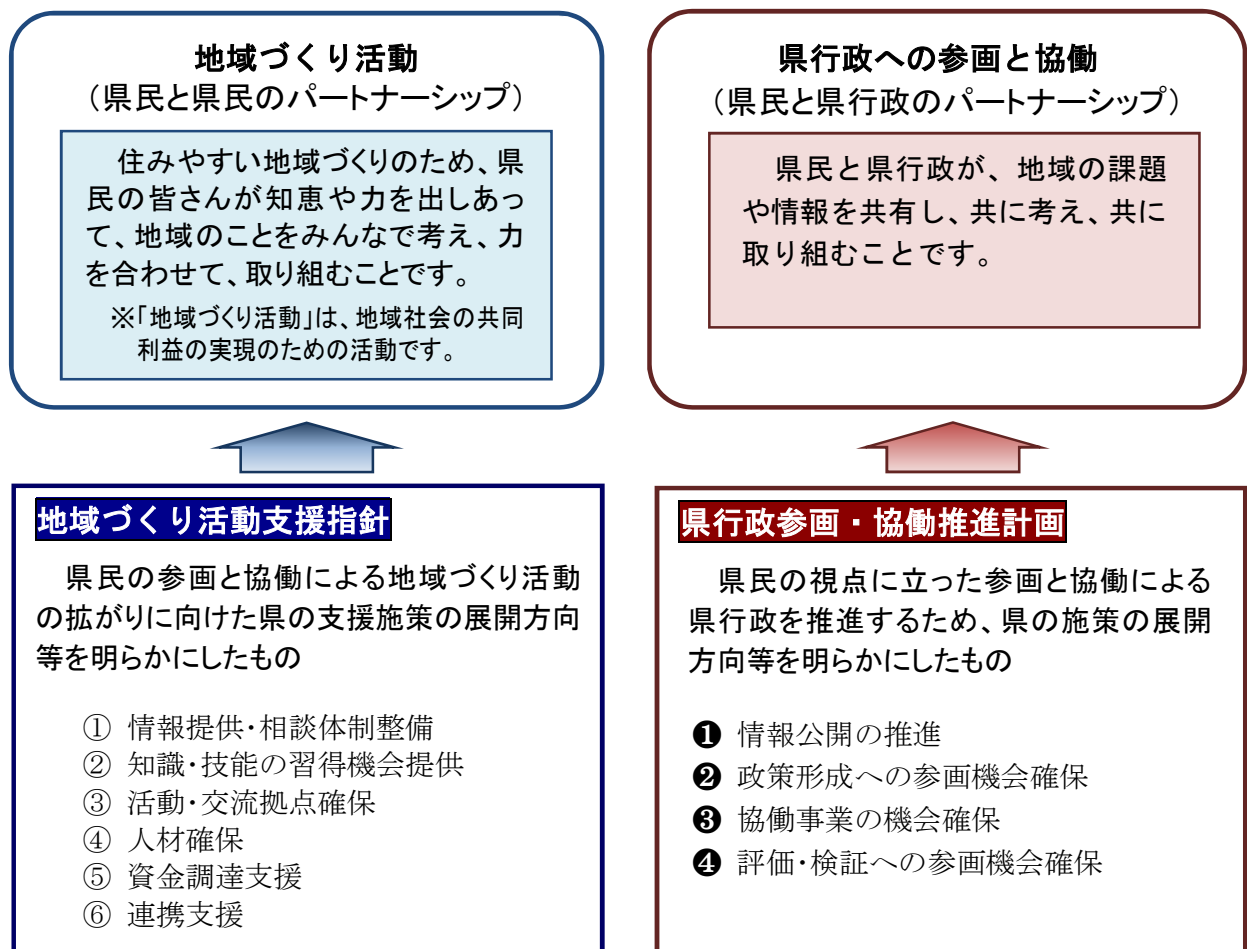 地域づくり活動
（県民と県民のパートナーシップ）
住みやすい地域づくりのため、県
民の皆さんが知恵や力を出しあっ
て、地域のことをみんなで考え、力
を合わせて、取り組むことです。
※「地域づくり活動」は、地域社会の共同
利益の実現のための活動です。
県行政への参画と協働
（県民と県行政のパートナーシップ）
県民と県行政が、地域の課題
や情報を共有し、共に考え、共に
取り組むことです。
地域づくり活動支援指針
県民の参画と協働による地域づくり活動
の拡がりに向けた県の支援施策の展開方向
等を明らかにしたもの
① 情報提供・相談体制整備
② 知識・技能の習得機会提供
③ 活動・交流拠点確保
④ 人材確保
⑤ 資金調達支援
⑥ 連携支援
県行政参画・協働推進計画
県民の視点に立った参画と協働による
県行政を推進するため、県の施策の展開
方向等を明らかにしたもの
❶ 情報公開の推進
❷ 政策形成への参画機会確保
❸ 協働事業の機会確保
❹ 評価・検証への参画機会確保